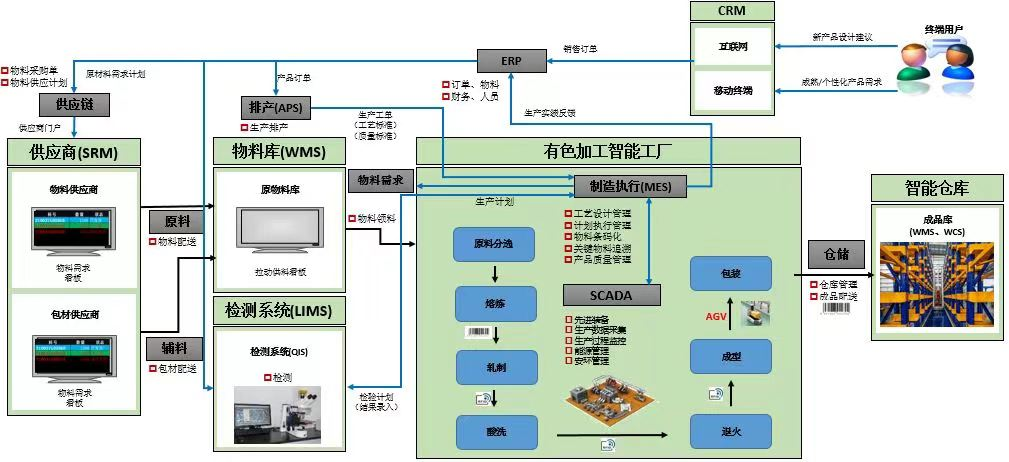 CRM
互联网
移动终端
终端用户
新产品设计建议
成熟/个性化产品需求
销售订单
ERP
订单、物料
财务、人员
生产实绩反馈
物料采购单
物料供应计划
原材料需求计划
供应链
供应商门户
产品订单
排产(APS)
生产排产
生产工单
(工艺标准)
(质量标准)
供应商(SRM)
物料供应商
物料需求
看板
包材供应商
物料需求
看板
原料
物料配送
辅料
包材配送
物料库(WMS)
原物料库
拉动供料看板
检测系统(LIMS)
检测系统(QIS)
检测
物料需求
物料领料
生产计划
检验计划
(结果录入)
有色加工智能工厂
制造执行(MES)
工艺设计管理
计划执行管理
物料条码化
关键物料追溯
产品质量管理
SCADA
先进装备
生产数据采集
生产过程监控
能源管理
安环管理
原料分选
熔炼
轧制
酸洗
退火
成型
AGV
包装
仓储
仓库管理
成品配送
智能仓库
成品库
(WMS、WCS)